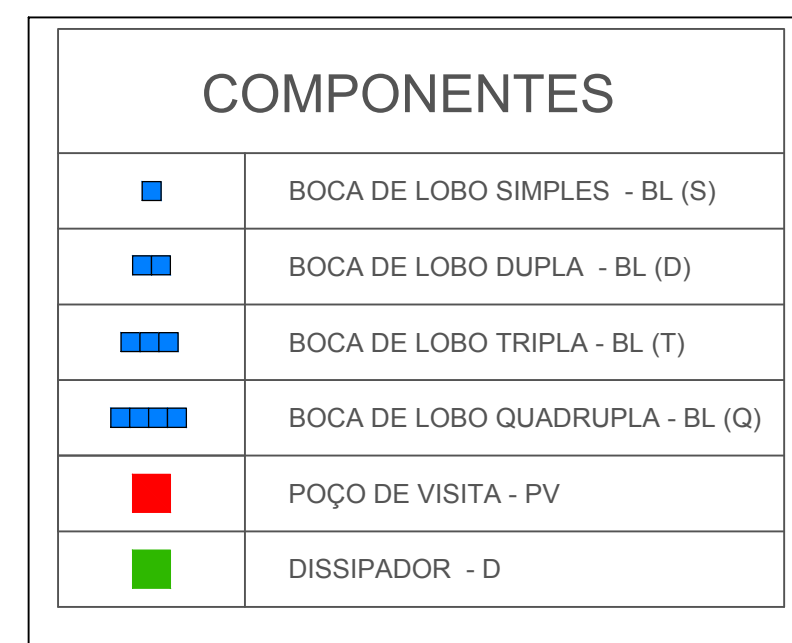 COMPONENTES
BOCA DE LOBO SIMPLES - BL (S)
BOCA DE LOBO DUPLA - BL (D)
BOCA DE LOBO TRIPLA - BL (T)
BOCA DE LOBO QUADRUPLA - BL (Q)
POÇO DE VISITA - PV
DISSIPADOR - D